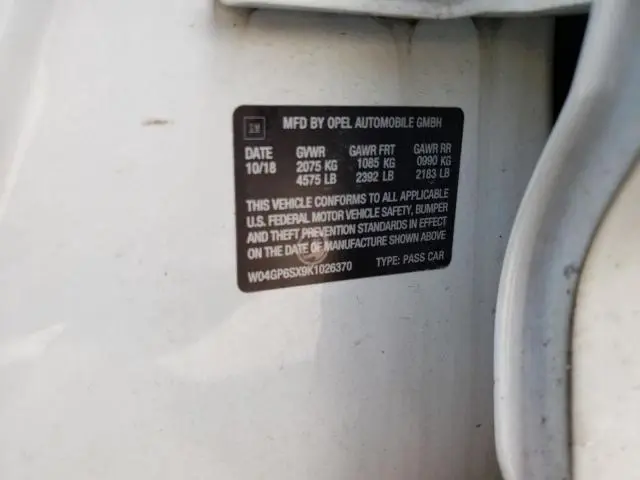 GM
MFD BY OPEL AUTOMOBILE GMBH
DATE GVWR GAWR FRT GAWR RR
10/18 2075 KG 1085 KG 0990 KG
4575 LB 2392 LB 2183 LB
THIS VEHICLE CONFORMS TO ALL APPLICABLE
U.S. FEDERAL MOTOR VEHICLE SAFETY, BUMPER
AND THEFT PREVENTION STANDARDS IN EFFECT
ON THE DATE OF MANUFACTURE SHOWN ABOVE
W04GP6SX9K1026370 TYPE: PASS CAR